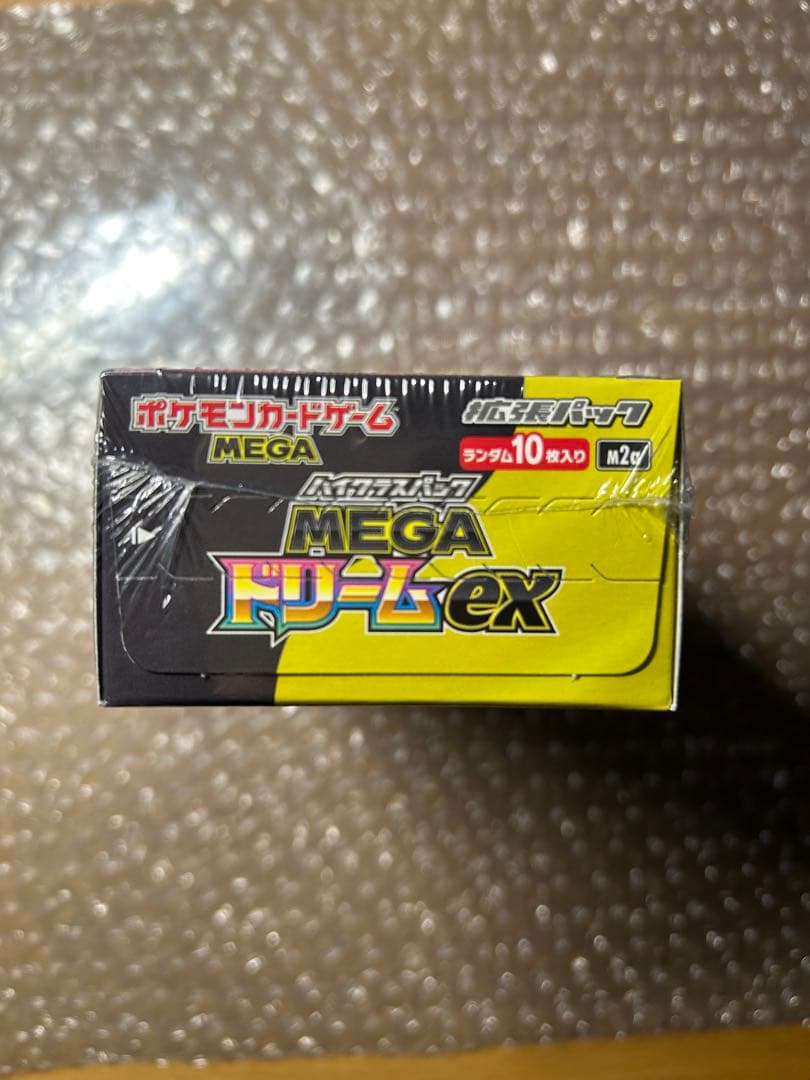 ポケモンカードゲーム
MEGA
拡張パック
ランダム10枚入り M2a
ハイクラスパック
MEGA
ドリームex